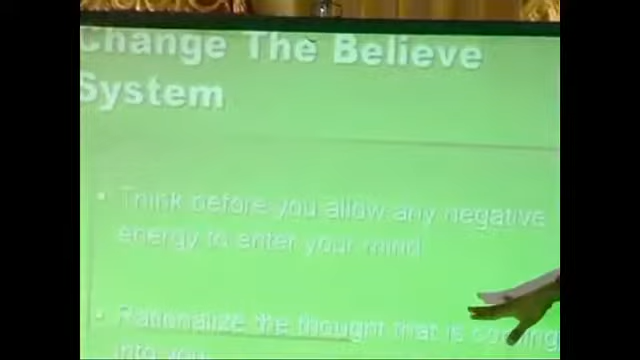 Change The Believe
System
• Think before you allow any negative
energy to enter your mind
• Rationalize the thought that is coming
into you